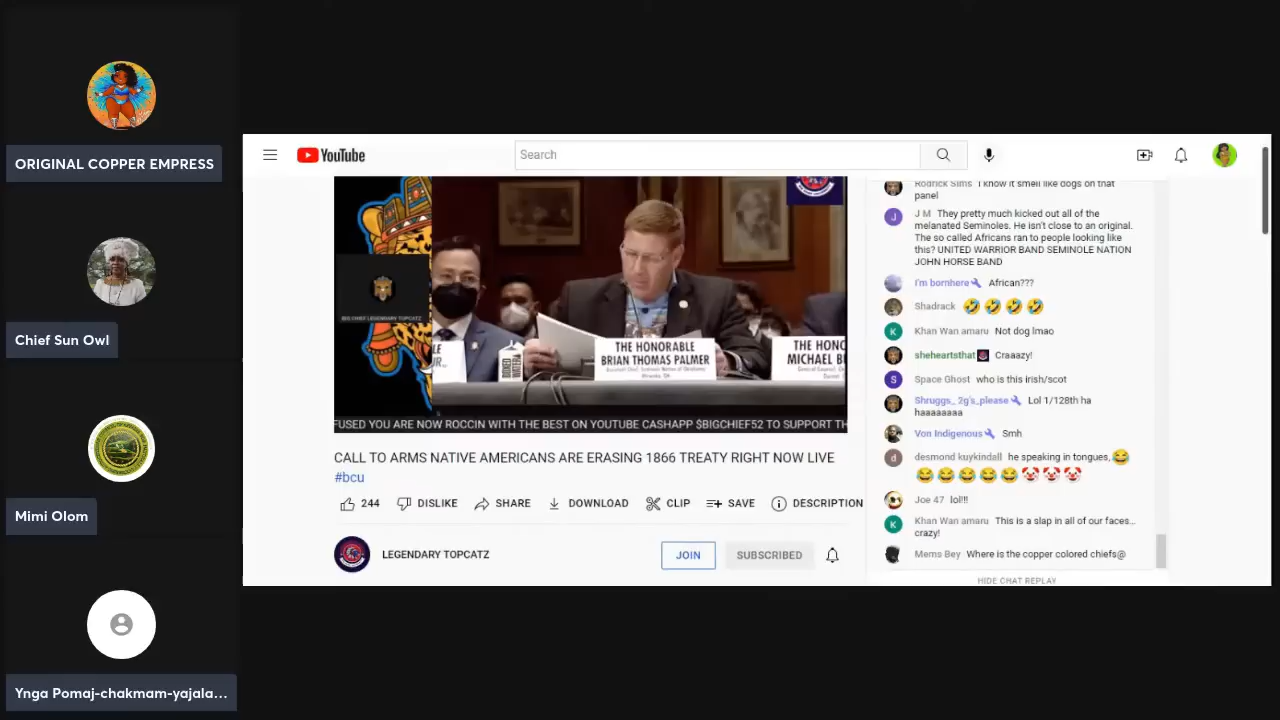 ORIGINAL COPPER EMPRESS
Chief Sun Owl
Mimi Olom
Ynga Pomaj-chakmam-yajala...
YouTube
Search
THE HONORABLE
BRIAN THOMAS PALMER
THE HONO
MICHAEL B
FUSED YOU ARE NOW ROCCIN WITH THE BEST ON YOUTUBE CASHAPP $BIGCHIEF52 TO SUPPORT TH
CALL TO ARMS NATIVE AMERICANS ARE ERASING 1866 TREATY RIGHT NOW LIVE
#bcu
244 DISLIKE SHARE DOWNLOAD CLIP SAVE DESCRIPTION
LEGENDARY TOPCATZ
JOIN SUBSCRIBED
Rodrick Sims I know it smell like dogs on that
panel
J M They pretty much kicked out all of the
melanated Seminoles. He isn't close to an original.
The so called Africans ran to people looking like
this? UNITED WARRIOR BAND SEMINOLE NATION
JOHN HORSE BAND
I'm bornhere African???
Shadrack 🤣🤣🤣🤣
K Khan Wan amaru Not dog lmao
sheheartsthat Craaazy!
S Space Ghost who is this irish/scot
Shruggs_ 2g's_please Lol 1/128th ha
haaaaaaaa
Von Indigenous Smh
d desmond kuykindall he speaking in tongues,😂
😂😂😂😂😂🤡🤡🤡
Joe 47 lol!!!
K Khan Wan amaru This is a slap in all of our faces...
crazy!
Mems Bey Where is the copper colored chiefs@
HIDE CHAT REPLAY